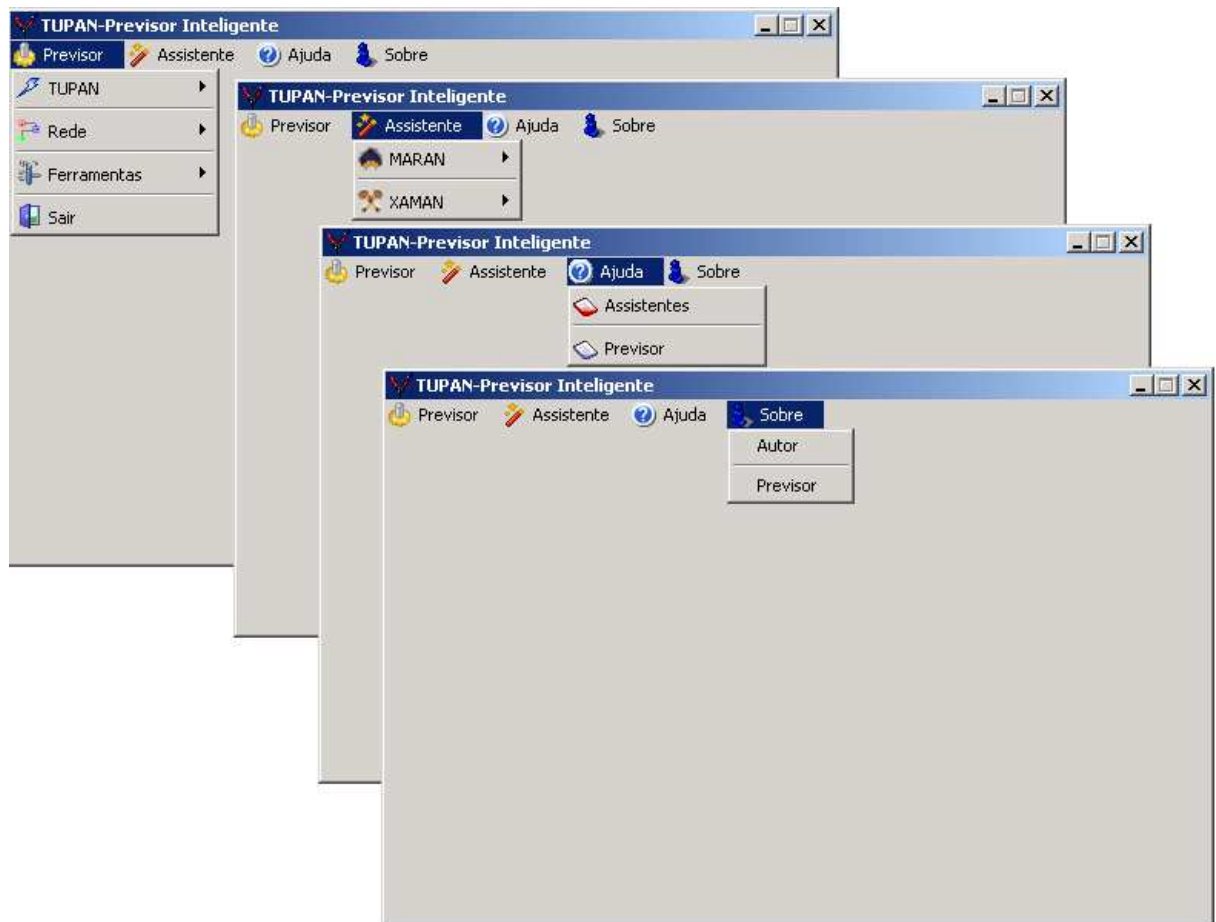 TUPAN-Previsor Inteligente
Previsor Assistente Ajuda Sobre
TUPAN
Rede
Ferramentas
Sair
TUPAN-Previsor Inteligente
Previsor Assistente Ajuda Sobre
MARAN
XAMAN
TUPAN-Previsor Inteligente
Previsor Assistente Ajuda Sobre
Assistentes
Previsor
TUPAN-Previsor Inteligente
Previsor Assistente Ajuda Sobre
Autor
Previsor